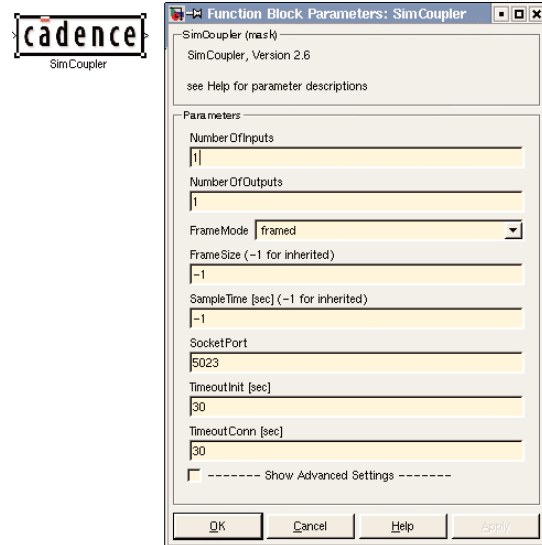 cādence
SimCoupler
Function Block Parameters: SimCoupler
SimCoupler (mask)
SimCoupler, Version 2.6
see Help for parameter descriptions
Parameters
NumberOfInputs
1
NumberOfOutputs
1
FrameMode framed
FrameSize (-1 for inherited)
-1
SampleTime [sec] (-1 for inherited)
-1
SocketPort
5023
TimeoutInit [sec]
30
TimeoutConn [sec]
30
------- Show Advanced Settings -------
OK Cancel Help Apply